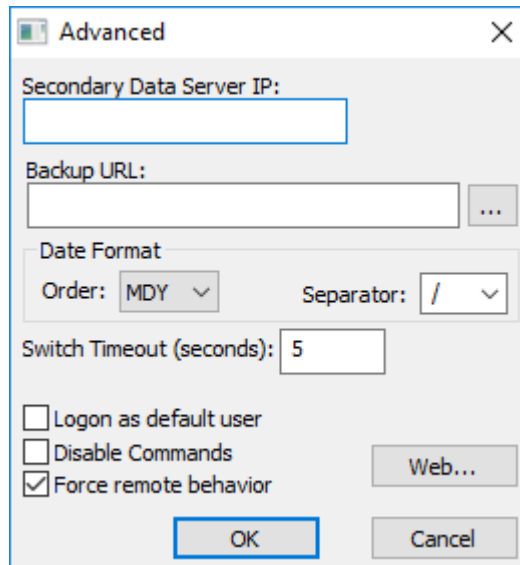 Advanced
Secondary Data Server IP:
Backup URL:
...
Date Format
Order: MDY Separator: /
Switch Timeout (seconds): 5
Logon as default user
Disable Commands
Force remote behavior
Web...
OK Cancel